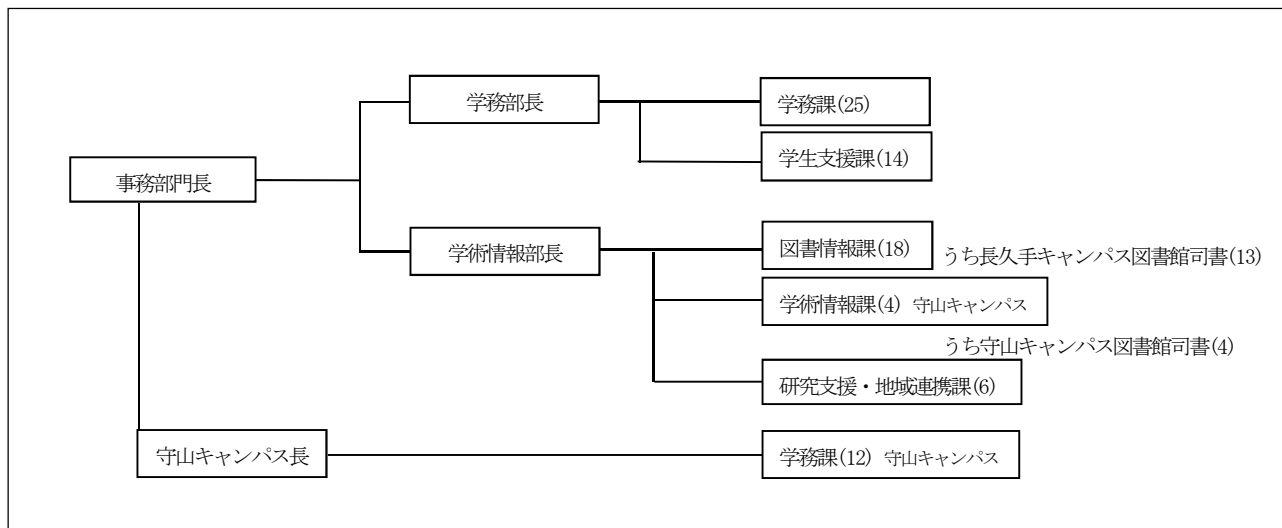 学務部長
学務課(25)
学生支援課(14)
事務部門長
学術情報部長
図書情報課(18)
うち長久手キャンパス図書館司書(13)
学術情報課(4) 守山キャンパス
うち守山キャンパス図書館司書(4)
研究支援・地域連携課(6)
守山キャンパス長
学務課(12) 守山キャンパス